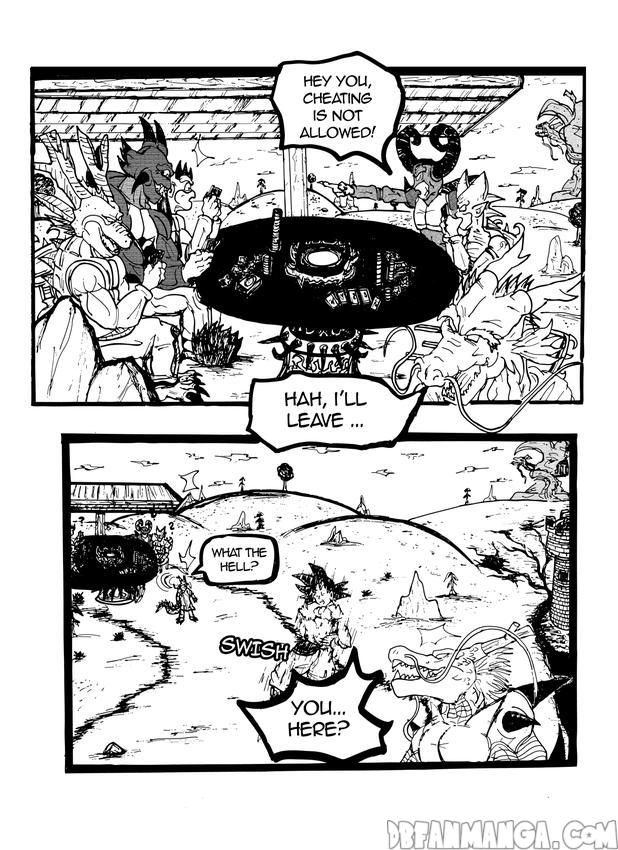 HEY YOU,
CHEATING
IS NOT
ALLOWED!
HAH, I'LL
LEAVE ...
?
?
?
WHAT THE
HELL?
SWISH
YOU...
HERE?
DBFANMANGA.COM